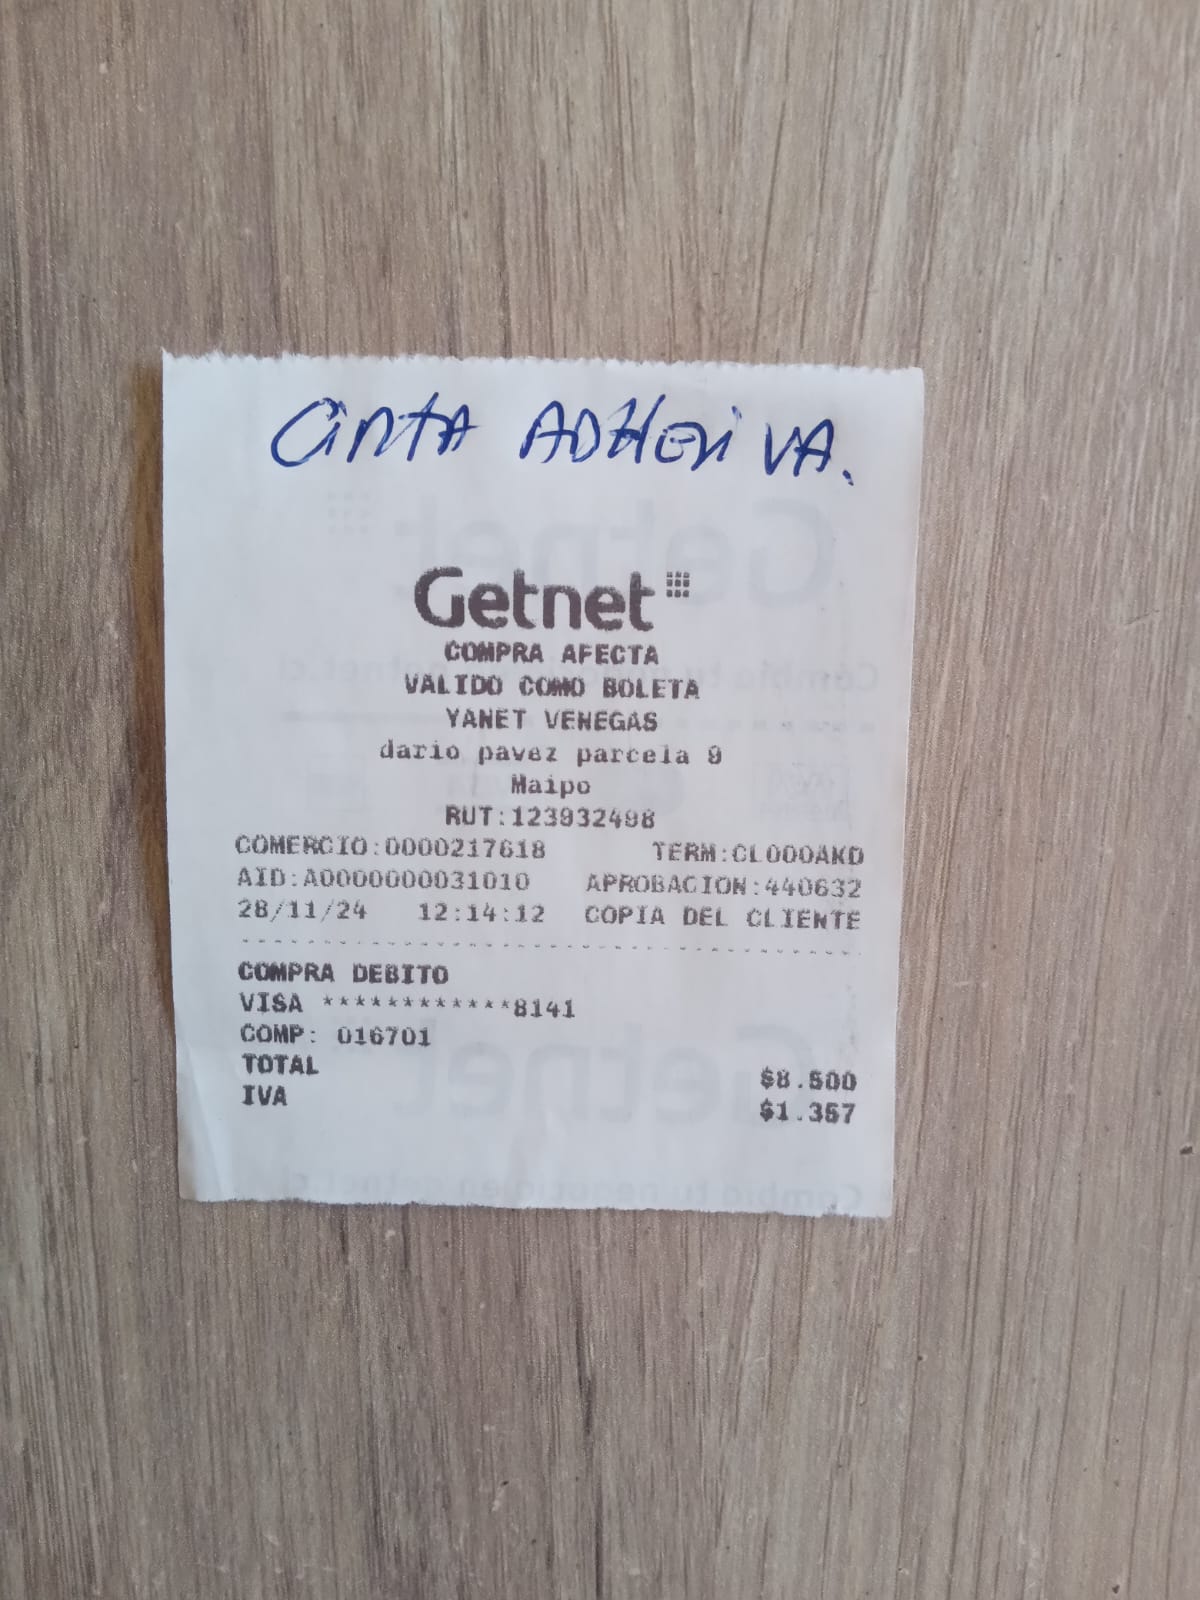 CINTA ADHESIVA.
Getnet
COMPRA AFECTA
VALIDO COMO BOLETA
YANET VENEGAS
dario pavez parcela 9
Maipo
RUT:123932498
COMERCIO:0000217618 TERM:CL000AKD
AID:A0000000031010 APROBACION:440632
28/11/24 12:14:12 COPIA DEL CLIENTE
COMPRA DEBITO
VISA ************8141
COMP: 016701
TOTAL $8.500
IVA $1.357